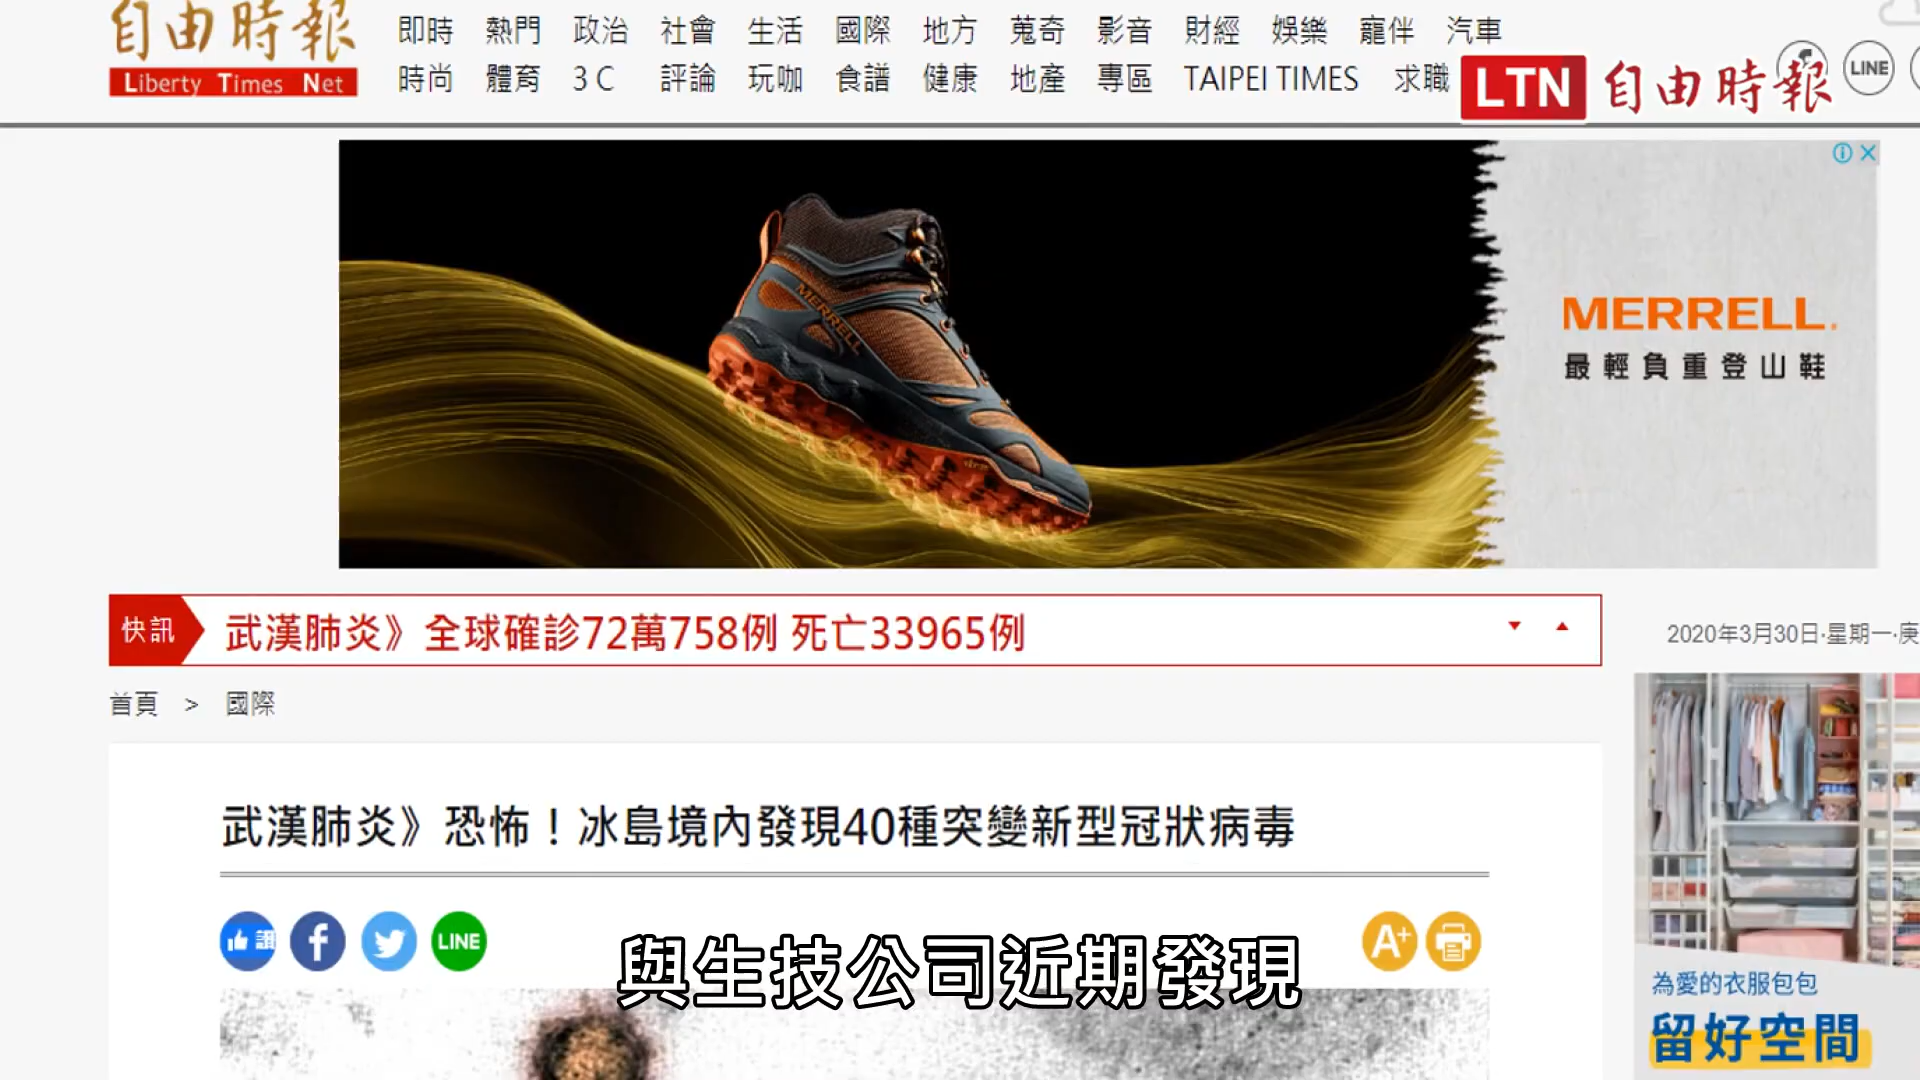 自由時報
Liberty Times Net
即時 熱門 政治 社會 生活 國際 地方 蒐奇 影音 財經 娛樂 寵伴 汽車
時尚 體育 3 C 評論 玩咖 食譜 健康 地產 專區 TAIPEI TIMES 求職
LTN 自由時報
LINE
MERRELL
MERRELL.
最輕負重登山鞋
快訊
武漢肺炎》全球確診72萬758例 死亡33965例
2020年3月30日‧星期一‧庚
首頁 > 國際
武漢肺炎》恐怖！冰島境內發現40種突變新型冠狀病毒
讚
LINE
A+
與生技公司近期發現
為愛的衣服包包
留好空間